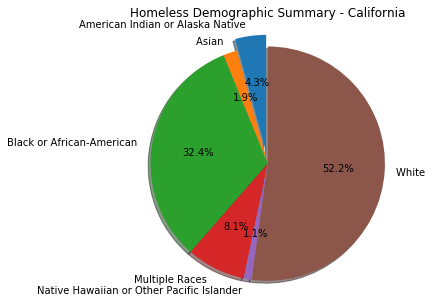 Homeless Demographic Summary - California
American Indian or Alaska Native
Asian
4.3%
1.9%
Black or African-American
32.4%
52.2%
White
8.1%
1.1%
Multiple Races
Native Hawaiian or Other Pacific Islander